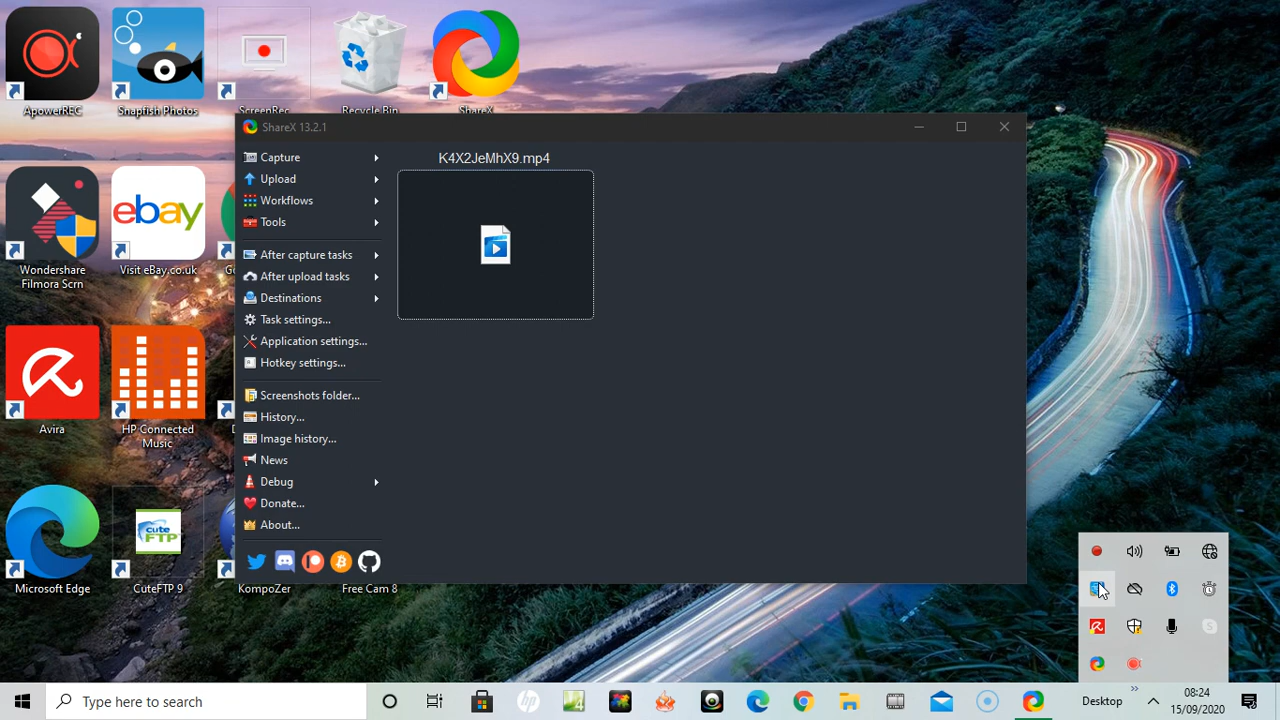 ApowerREC
Snapfish Photos
ScreenRec
Recycle Bin
ShareX
ShareX 13.2.1
Capture
Upload
Workflows
Tools
After capture tasks
After upload tasks
Destinations
Task settings...
Application settings...
Hotkey settings...
Screenshots folder...
History...
Image history...
News
Debug
Donate...
About...
K4X2JeMhX9.mp4
Wondershare
Filmora Scrn
ebay
Visit eBay.co.uk
Avira
HP Connected
Music
Microsoft Edge
cute
FTP
CuteFTP 9
KompoZer
Free Cam 8
Type here to search
Desktop
08:24
15/09/2020